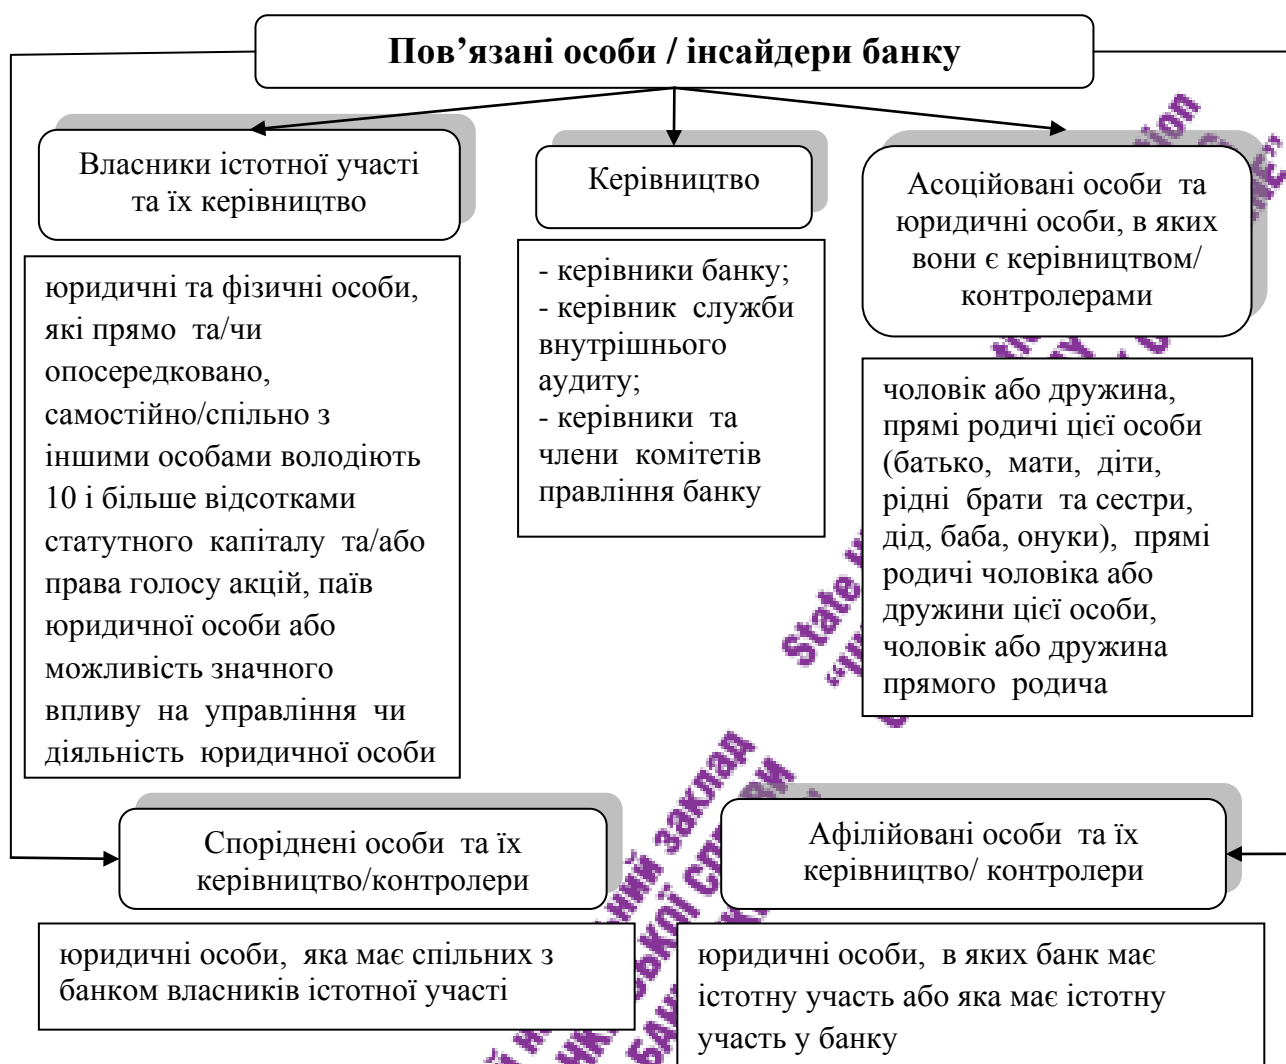 Пов’язані особи / інсайдери банку
Власники істотної участі
та їх керівництво
Керівництво
Асоційовані особи та
юридичні особи, в яких
вони є керівництвом/
контролерами
юридичні та фізичні особи,
які прямо та/чи
опосередковано,
самостійно/спільно з
іншими особами володіють
10 і більше відсотками
статутного капіталу та/або
права голосу акцій, паїв
юридичної особи або
можливість значного
впливу на управління чи
діяльність юридичної особи
- керівники банку;
- керівник служби
внутрішнього
аудиту;
- керівники та
члени комітетів
правління банку
чоловік або дружина,
прямі родичі цієї особи
(батько, мати, діти,
рідні брати та сестри,
дід, баба, онуки), прямі
родичі чоловіка або
дружини цієї особи,
чоловік або дружина
прямого родича
Споріднені особи та їх
керівництво/контролери
Афілійовані особи та їх
керівництво/ контролери
юридичні особи, яка має спільних з
банком власників істотної участі
юридичні особи, в яких банк має
істотну участь або яка має істотну
участь у банку
State
заклад